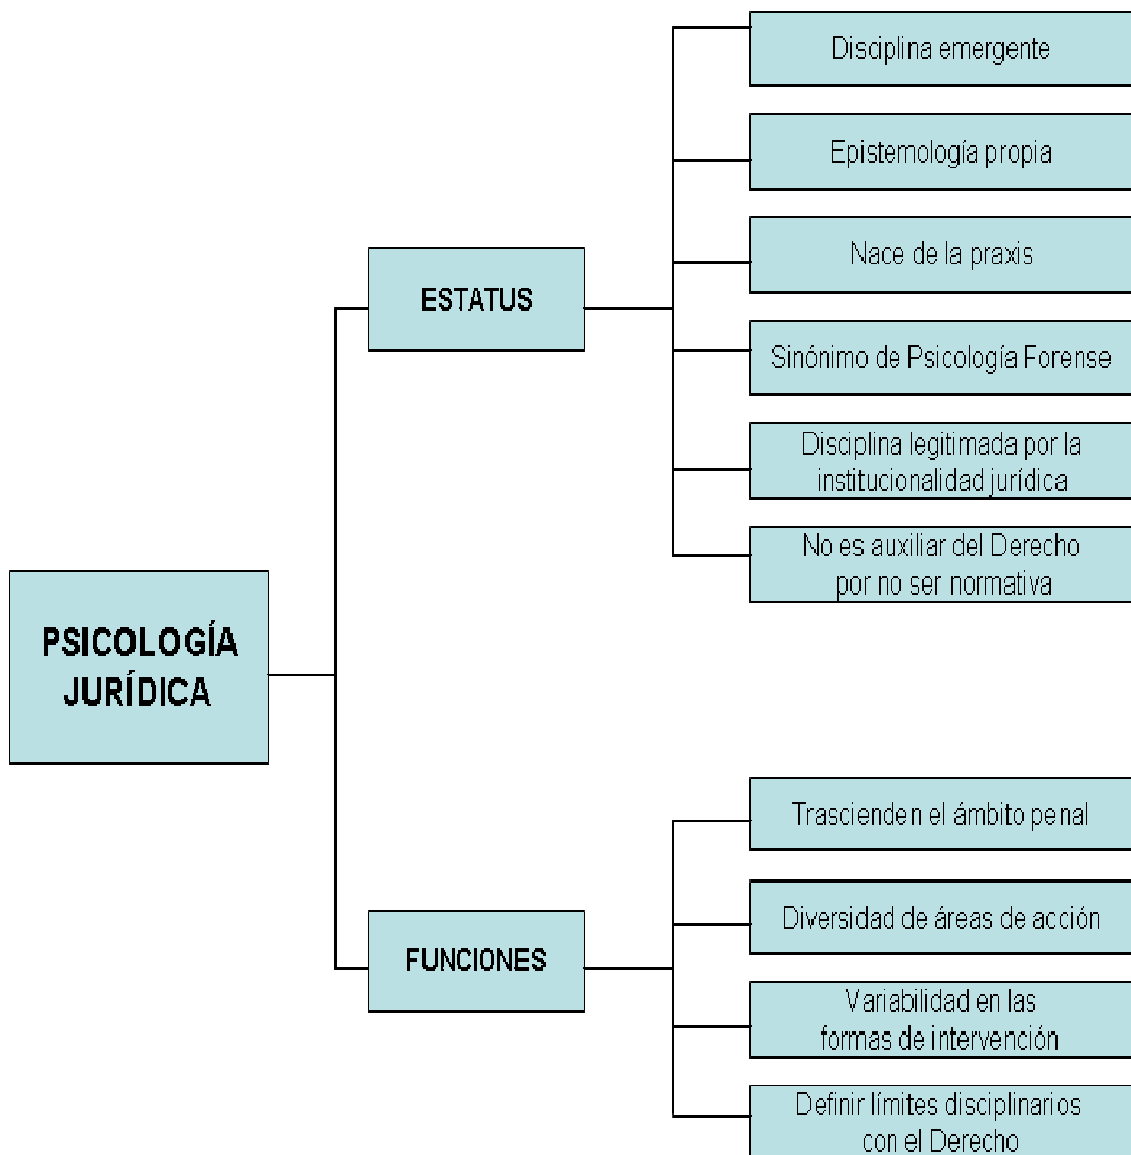 PSICOLOGÍA
JURÍDICA
ESTATUS
Disciplina emergente
Epistemología propia
Nace de la praxis
Sinónimo de Psicología Forense
Disciplina legitimada por la
institucionalidad jurídica
No es auxiliar del Derecho
por no ser normativa
FUNCIONES
Trascienden el ámbito penal
Diversidad de áreas de acción
Variabilidad en las
formas de intervención
Definir límites disciplinarios
con el Derecho